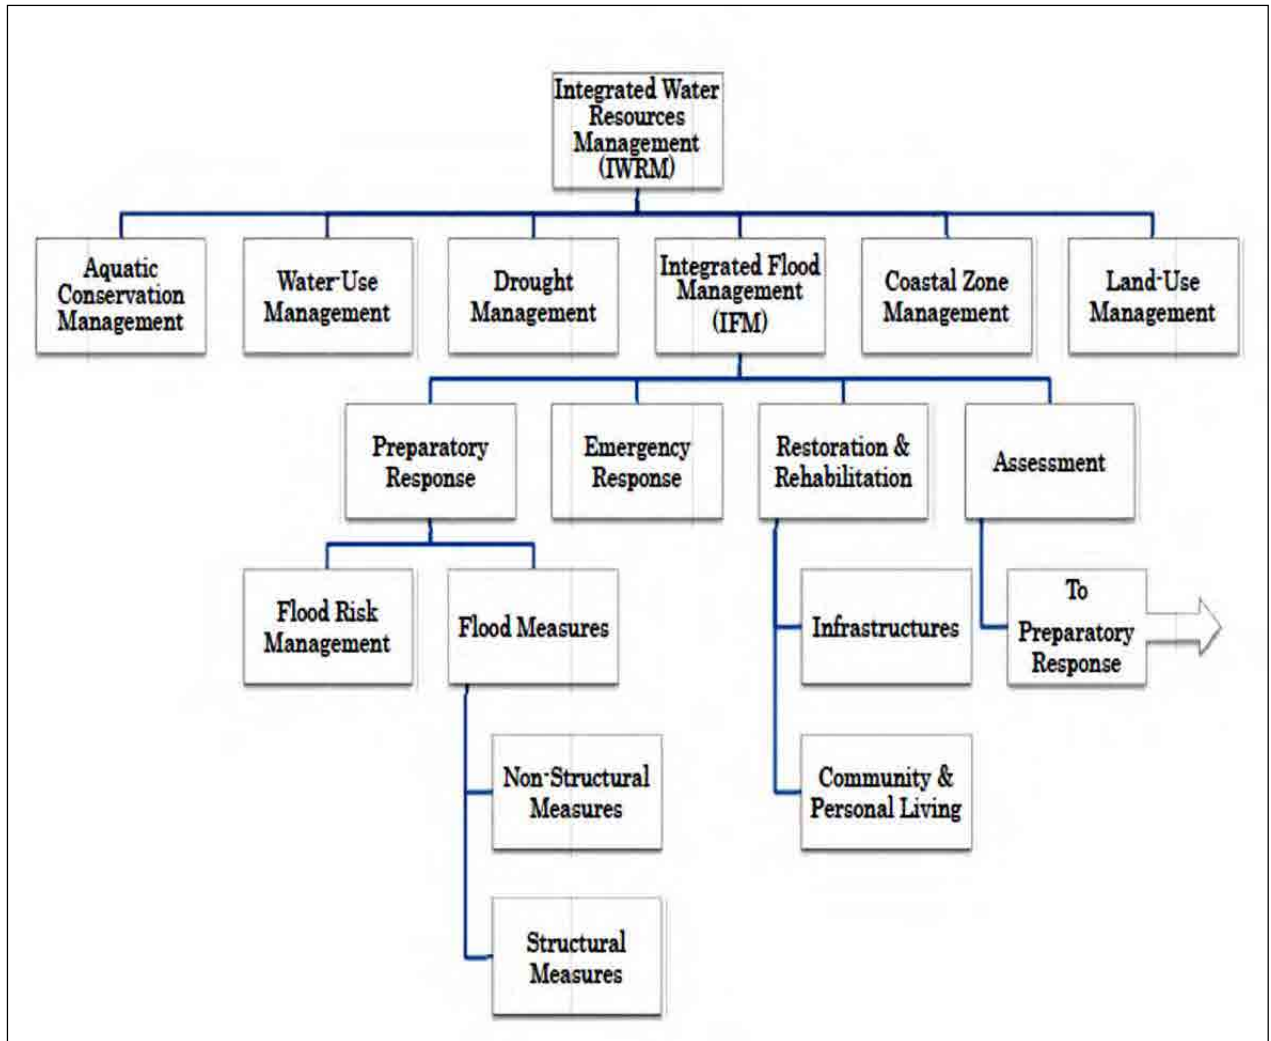 Integrated Water
Resources
Management
(IWRM)
Aquatic
Conservation
Management
Water-Use
Management
Drought
Management
Integrated Flood
Management
(IFM)
Coastal Zone
Management
Land-Use
Management
Preparatory
Response
Emergency
Response
Restoration &
Rehabilitation
Assessment
Flood Risk
Management
Flood Measures
Infrastructures
To
Preparatory
Response
Non-Structural
Measures
Community &
Personal Living
Structural
Measures